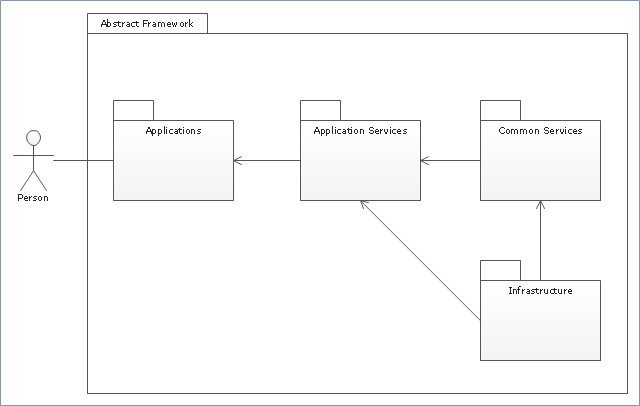 Abstract Framework
Applications
Application Services
Common Services
Person
Infrastructure